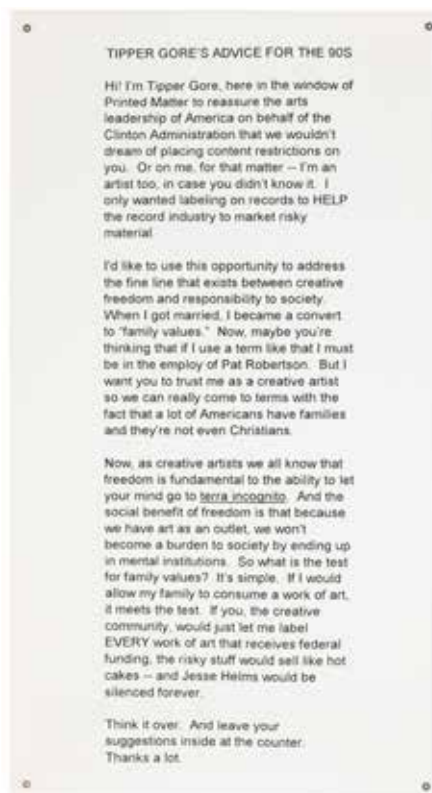 TIPPER GORE'S ADVICE FOR THE 90S
Hi! I'm Tipper Gore, here in the window of
Printed Matter to reassure the arts
leadership of America on behalf of the
Clinton Administration that we wouldn't
dream of placing content restrictions on
you. Or on me, for that matter -- I'm an
artist too, in case you didn't know it. I
only wanted labeling on records to HELP
the record industry to market risky
material.
I'd like to use this opportunity to address
the fine line that exists between creative
freedom and responsibility to society.
When I got married, I became a convert
to "family values." Now, maybe you're
thinking that if I use a term like that I must
be in the employ of Pat Robertson. But I
want you to trust me as a creative artist
so we can really come to terms with the
fact that a lot of Americans have families
and they're not even Christians.
Now, as creative artists we all know that
freedom is fundamental to the ability to let
your mind go to terra incognito. And the
social benefit of freedom is that because
we have art as an outlet, we won't
become a burden to society by ending up
in mental institutions. So what is the test
for family values? It's simple. If I would
allow my family to consume a work of art,
it meets the test. If you, the creative
community, would just let me label
EVERY work of art that receives federal
funding, the risky stuff would sell like hot
cakes -- and Jesse Helms would be
silenced forever.
Think it over. And leave your
suggestions inside at the counter.
Thanks a lot.